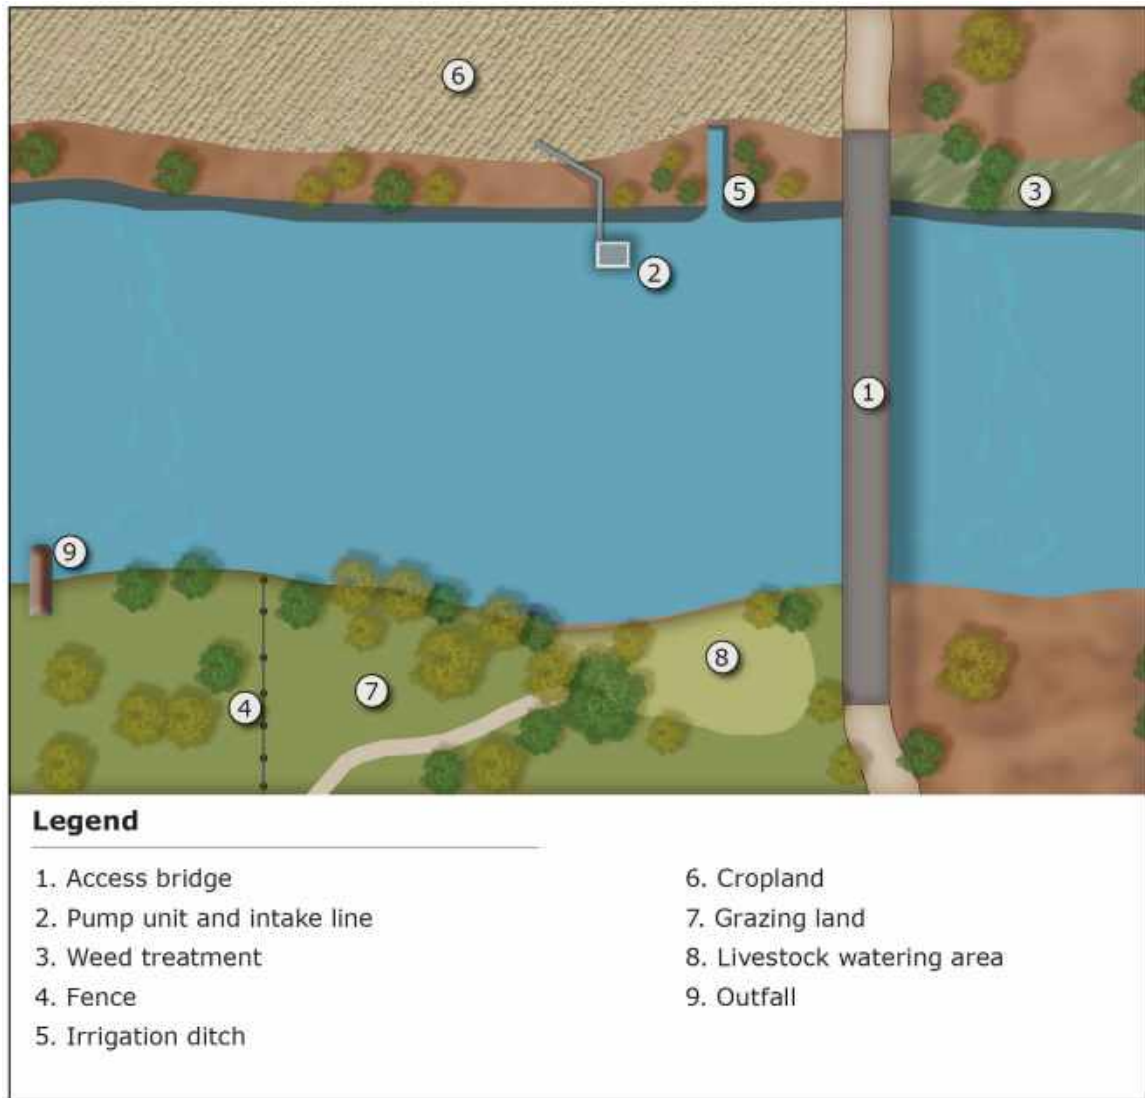 6
5
3
2
1
9
8
7
4
Legend
1. Access bridge
2. Pump unit and intake line
3. Weed treatment
4. Fence
5. Irrigation ditch
6. Cropland
7. Grazing land
8. Livestock watering area
9. Outfall